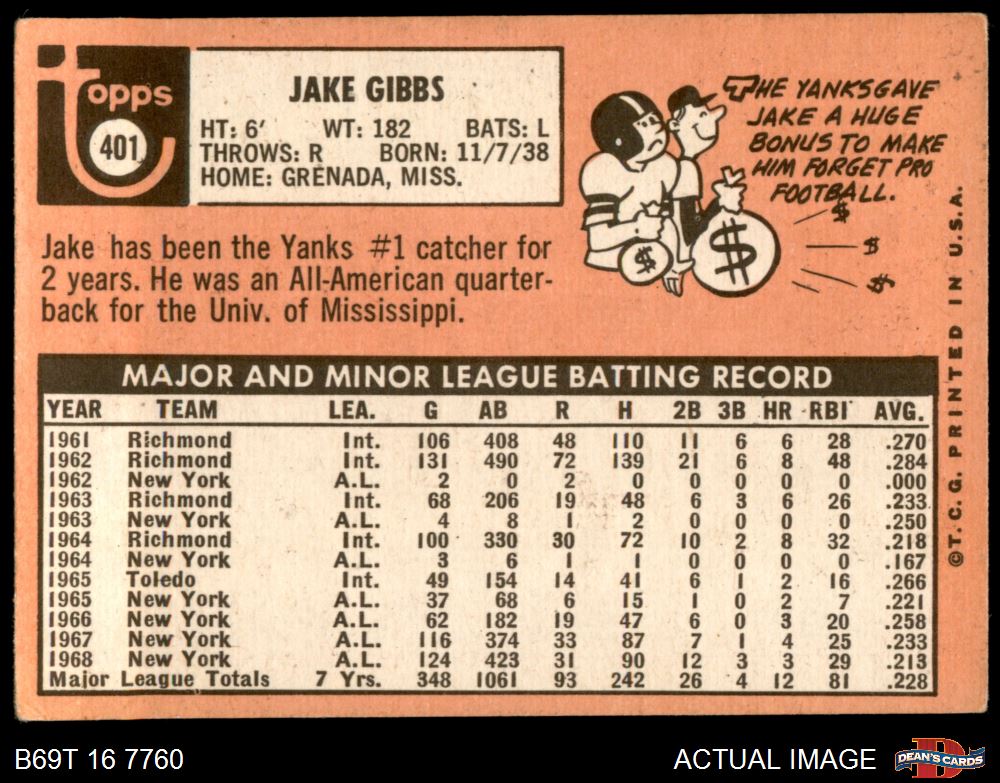 topps
401
JAKE GIBBS
HT: 6' WT: 182 BATS: L
THROWS: R BORN: 11/7/38
HOME: GRENADA, MISS.
THE YANKS GAVE
JAKE A HUGE
BONUS TO MAKE
HIM FORGET PRO
FOOTBALL.
$
$
$
$
$
Jake has been the Yanks #1 catcher for
2 years. He was an All-American quarter-
back for the Univ. of Mississippi.
MAJOR AND MINOR LEAGUE BATTING RECORD
YEAR TEAM LEA. G AB R H 2B 3B HR RBI AVG.
1961 Richmond Int. 106 408 48 110 11 6 6 28 .270
1962 Richmond Int. 131 490 72 139 21 6 8 48 .284
1962 New York A.L. 2 0 2 0 0 0 0 0 .000
1963 Richmond Int. 68 206 19 48 6 3 6 26 .233
1963 New York A.L. 4 8 1 2 0 0 0 0 .250
1964 Richmond Int. 100 330 30 72 10 2 8 32 .218
1964 New York A.L. 3 6 1 1 0 0 0 0 .167
1965 Toledo Int. 49 154 14 41 6 1 2 16 .266
1965 New York A.L. 37 68 6 15 1 0 2 7 .221
1966 New York A.L. 62 182 19 47 6 0 3 20 .258
1967 New York A.L. 116 374 33 87 7 1 4 25 .233
1968 New York A.L. 124 423 31 90 12 3 3 29 .213
Major League Totals 7 Yrs. 348 1061 93 242 26 4 12 81 .228
©T.C.G. PRINTED IN U.S.A.
B69T 16 7760
ACTUAL IMAGE
D
DEAN'S CARDS